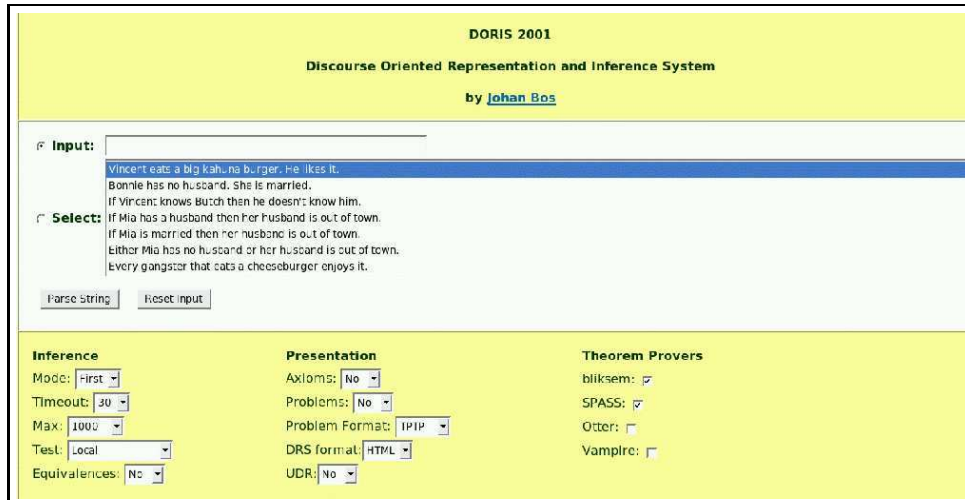 DORIS 2001
Discourse Oriented Representation and Inference System
by Johan Bos
Input:
Vincent eats a big kahuna burger. He likes it.
Bonnie has no husband. She is married.
If Vincent knows Butch then he doesn't know him.
Select:
If Mia has a husband then her husband is out of town.
If Mia is married then her husband is out of town.
Either Mia has no husband or her husband is out of town.
Every gangster that eats a cheeseburger enjoys it.
Parse String Reset Input
Inference Presentation Theorem Provers
Mode: First Axioms: No bliksem:
Timeout: 30 Problems: No SPASS:
Max: 1000 Problem Format: TPTP Otter:
Test: Local DRS format: HTML Vampire:
Equivalences: No UDR: No